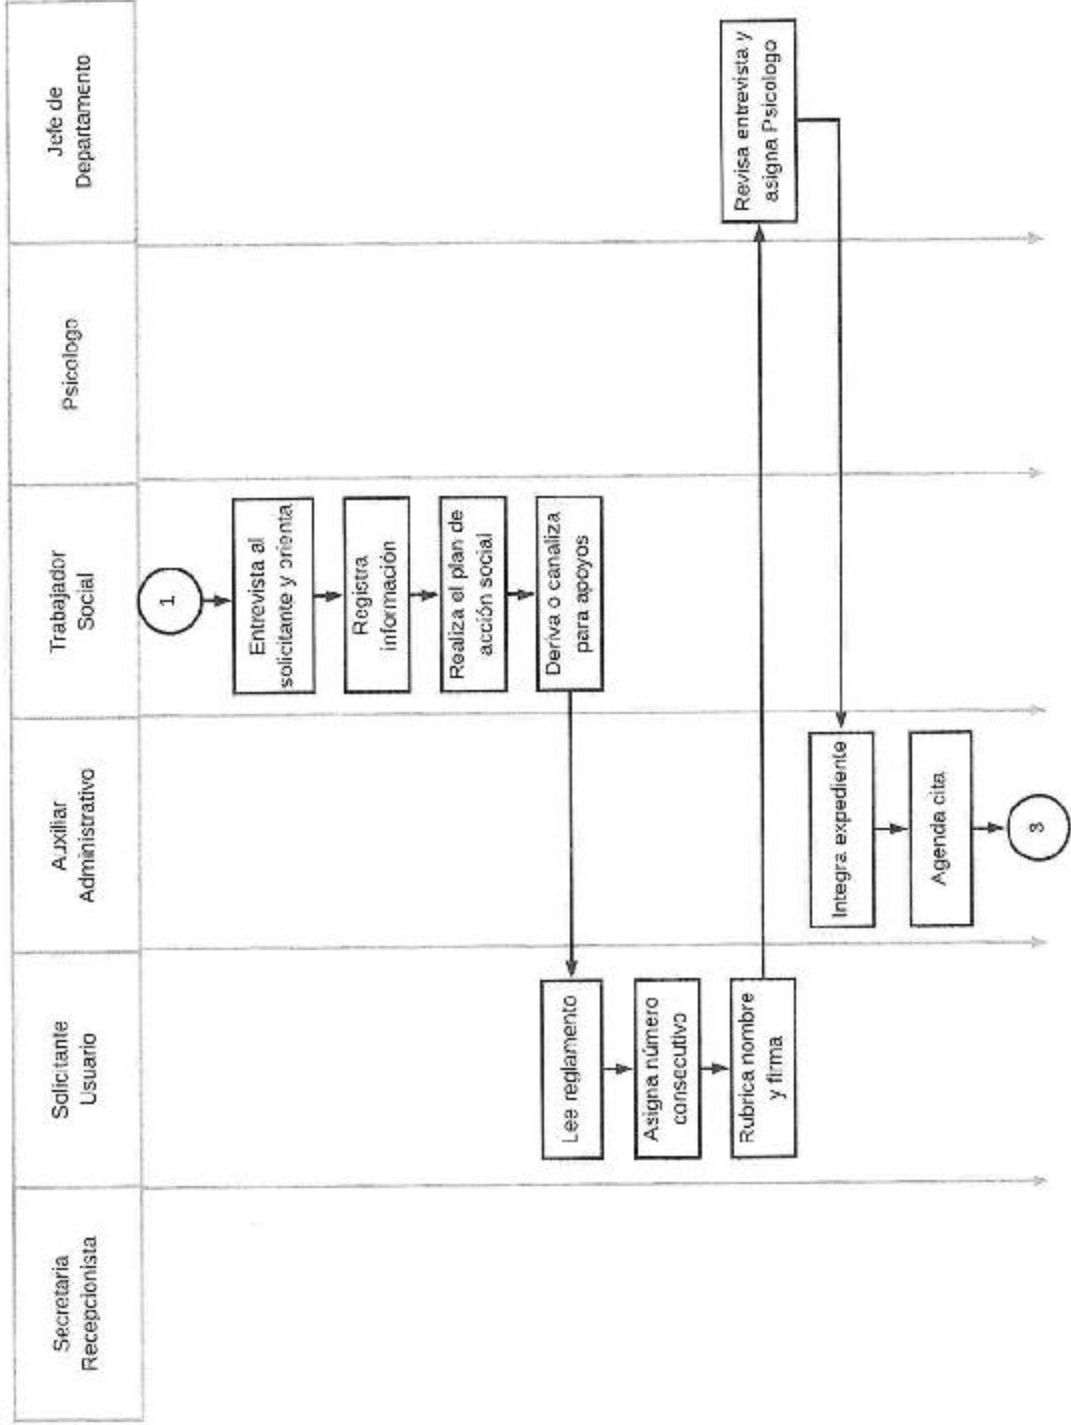 Secretaria
Recepcionista
Solicitante
Usuario
Auxiliar
Administrativo
Trabajador
Social
Psicologo
Jefe de
Departamento
1
Entrevista al
solicitante y orienta
Registra
información
Realiza el plan de
acción social
Deriva o canaliza
para apoyos
Lee reglamento
Asigna número
consecutivo
Rubrica nombre
y firma
Revisa entrevista y
asigna Psicologo
Integra expediente
Agenda cita
3